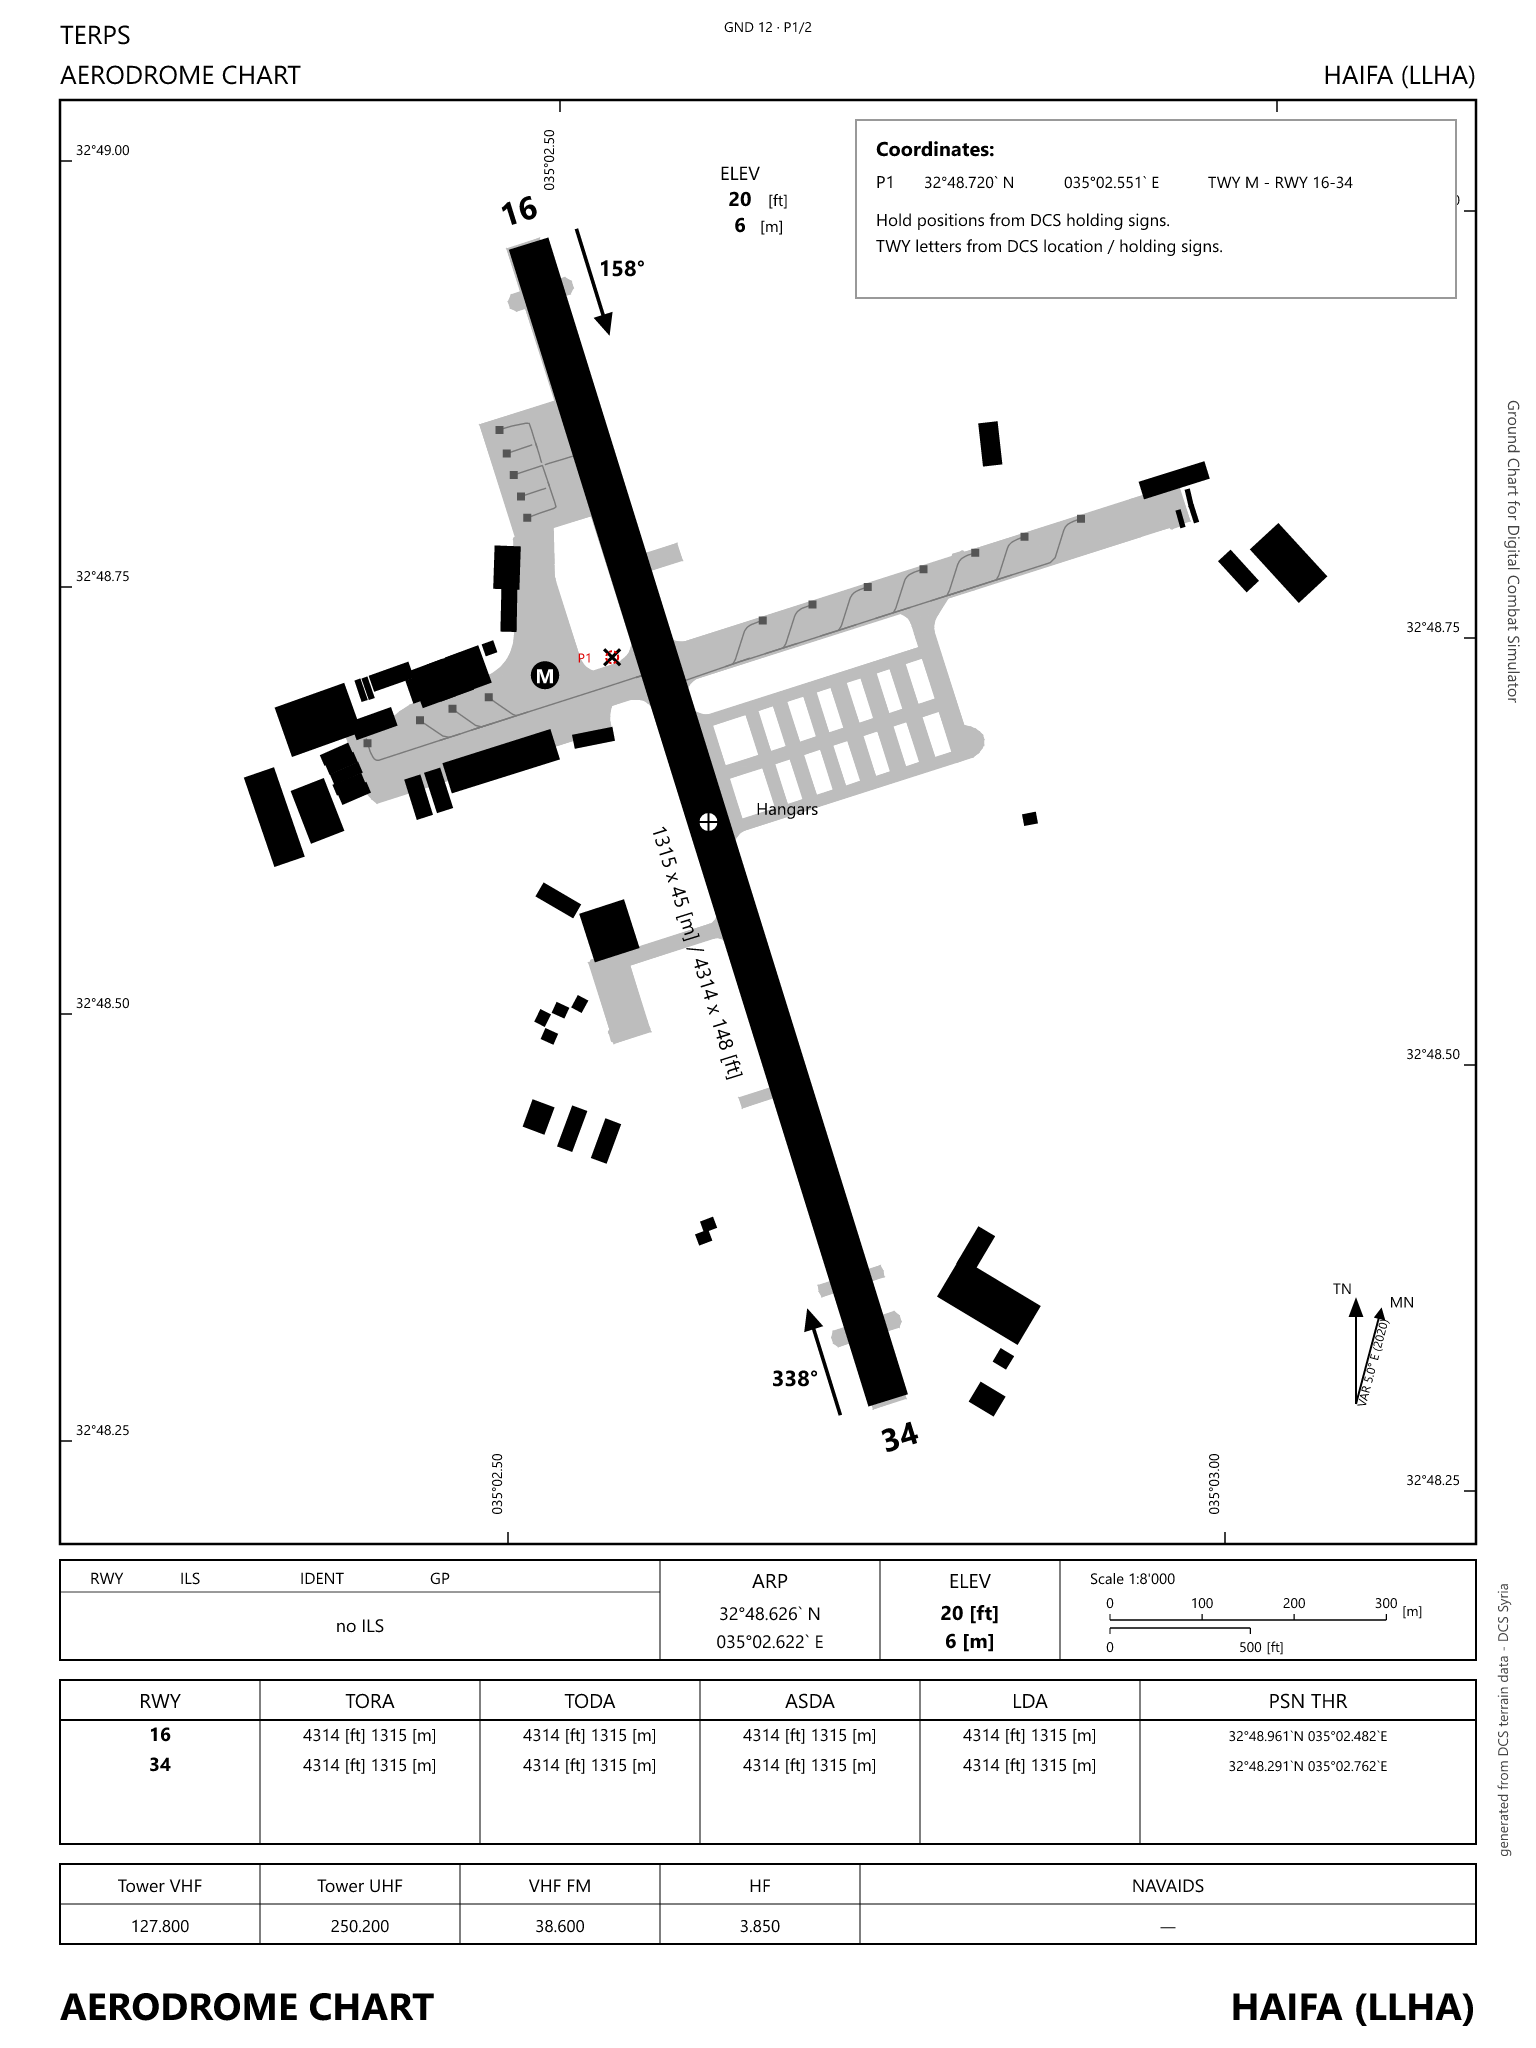 GND 12 · P1/2
TERPS
AERODROME CHART
HAIFA (LLHA)
035°02.50
32°49.00
ELEV
20 [ft]
6 [m]
Coordinates:
P1 32°48.720` N 035°02.551` E TWY M - RWY 16-34
Hold positions from DCS holding signs.
TWY letters from DCS location / holding signs.
16
158°
32°48.75
32°48.75
P1
M
Hangars
1315 x 45 [m] / 4314 x 148 [ft]
32°48.50
32°48.50
TN
MN
VAR 5.0° E (2020)
338°
34
32°48.25
32°48.25
035°02.50
035°03.00
Ground Chart for Digital Combat Simulator
RWY ILS IDENT GP
no ILS
ARP
32°48.626` N
035°02.622` E
ELEV
20 [ft]
6 [m]
Scale 1:8'000
0 100 200 300 [m]
0 500 [ft]
RWY TORA TODA ASDA LDA PSN THR
16 4314 [ft] 1315 [m] 4314 [ft] 1315 [m] 4314 [ft] 1315 [m] 4314 [ft] 1315 [m] 32°48.961`N 035°02.482`E
34 4314 [ft] 1315 [m] 4314 [ft] 1315 [m] 4314 [ft] 1315 [m] 4314 [ft] 1315 [m] 32°48.291`N 035°02.762`E
generated from DCS terrain data - DCS Syria
Tower VHF Tower UHF VHF FM HF NAVAIDS
127.800 250.200 38.600 3.850 —
AERODROME CHART
HAIFA (LLHA)